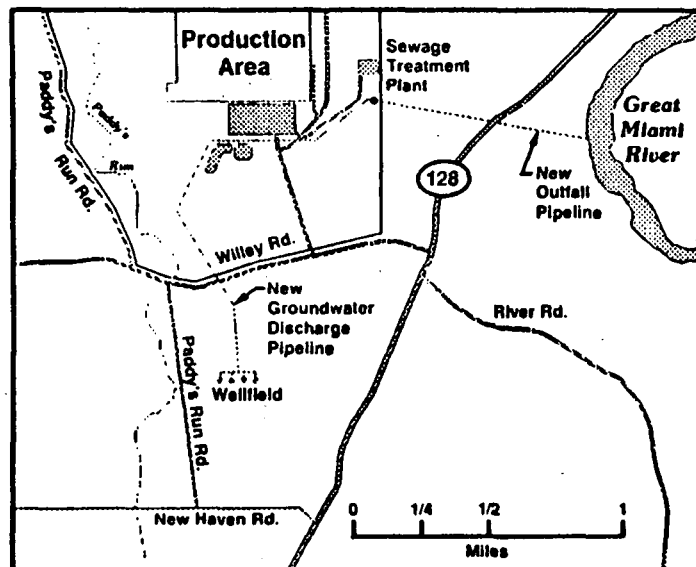 Production
Area
Sewage
Treatment
Plant
Great
Miami
River
Paddy's
Run Rd.
Paddy's
Run
128
New
Outfall
Pipeline
Willey Rd.
New
Groundwater
Discharge
Pipeline
River Rd.
Wellfield
Paddy's Run Rd.
New Haven Rd.
0 1/4 1/2 1
Miles